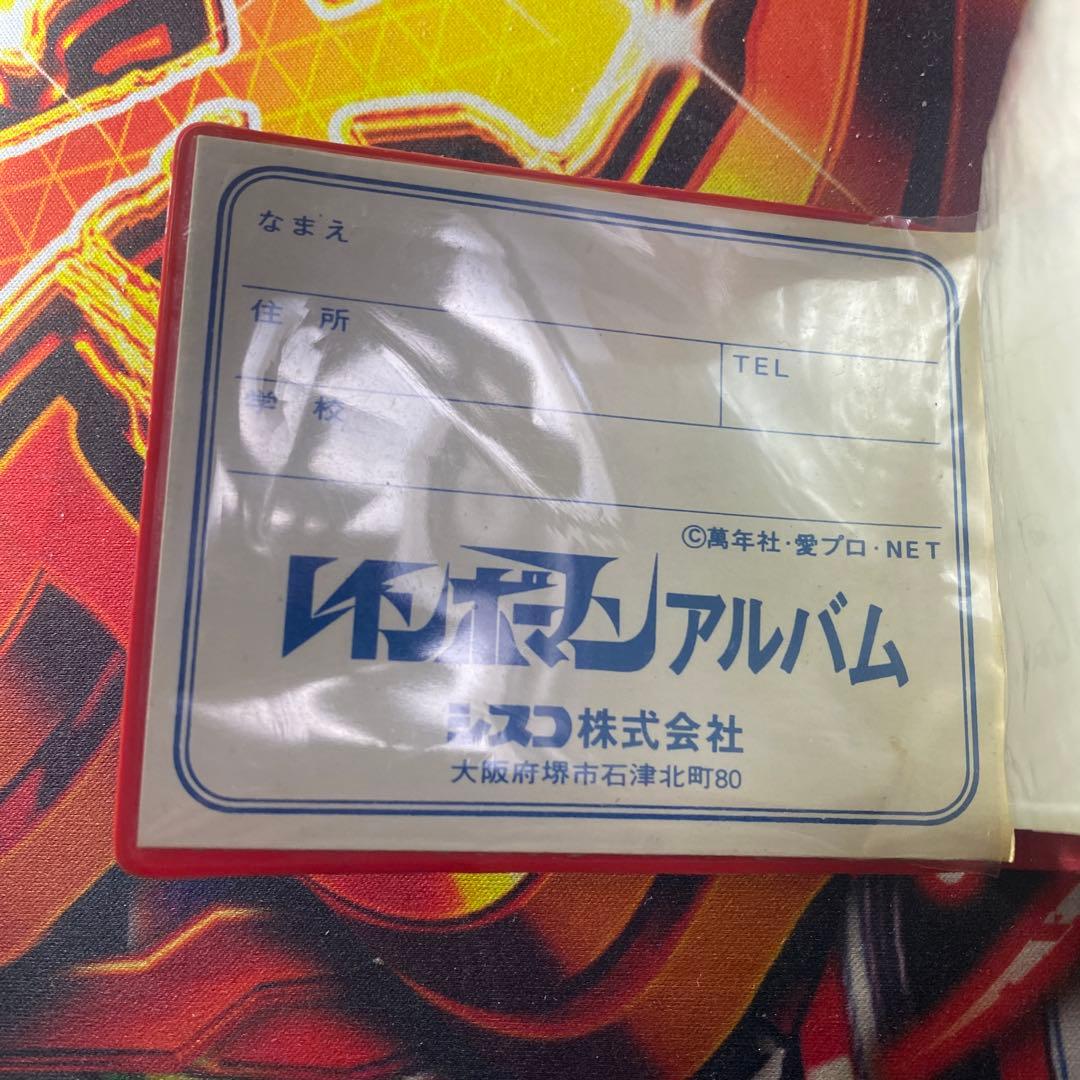 なまえ
住所
TEL
学校
©萬年社・愛プロ・NET
レインボーマンアルバム
シスコ株式会社
大阪府堺市石津北町80